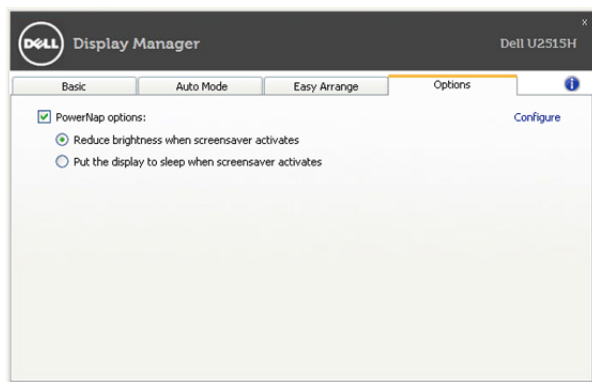 x
DELL Display Manager Dell U2515H
Basic Auto Mode Easy Arrange Options i
PowerNap options: Configure
Reduce brightness when screensaver activates
Put the display to sleep when screensaver activates